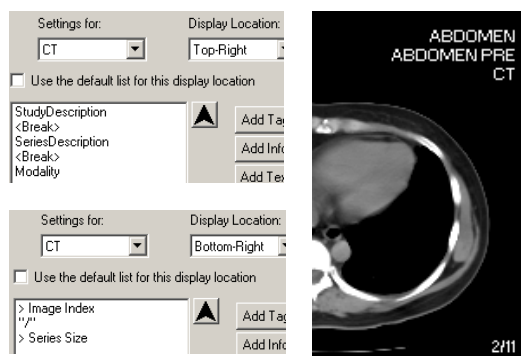 Settings for:
Display Location:
CT
Top-Right
Use the default list for this display location
StudyDescription
<Break>
SeriesDescription
<Break>
Modality
Add Tag
Add Info
Add Tex
Settings for:
Display Location:
CT
Bottom-Right
Use the default list for this display location
> Image Index
"/"
> Series Size
Add Tag
Add Info
ABDOMEN
ABDOMEN PRE
CT
2/11